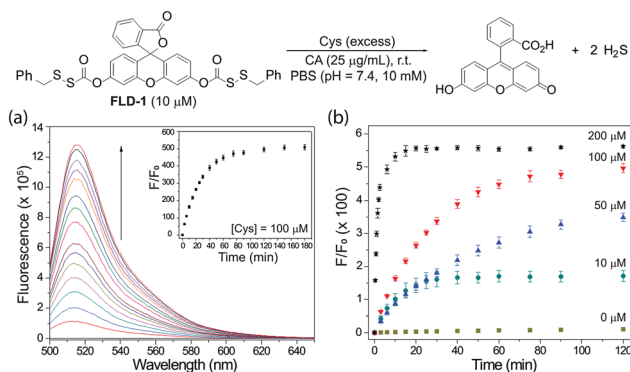 O
O
Cys (excess)
CA (25 μg/mL), r.t.
PBS (pH = 7.4, 10 mM)
CO₂H
+ 2 H₂S
Ph S S O O O O O S S Ph
HO O O
FLD-1 (10 μM)
(a)
Fluorescence (x 10⁵)
14
12
10
8
6
4
2
0
500 520 540 560 580 600 620 640
Wavelength (nm)
F/F₀
600
500
400
300
200
100
0
[Cys] = 100 μM
0 20 40 60 80 100 120 140 160 180
Time (min)
(b)
F/F₀ (x 100)
6
5
4
3
2
1
0
200 μM
100 μM
50 μM
10 μM
0 μM
0 20 40 60 80 100 120
Time (min)